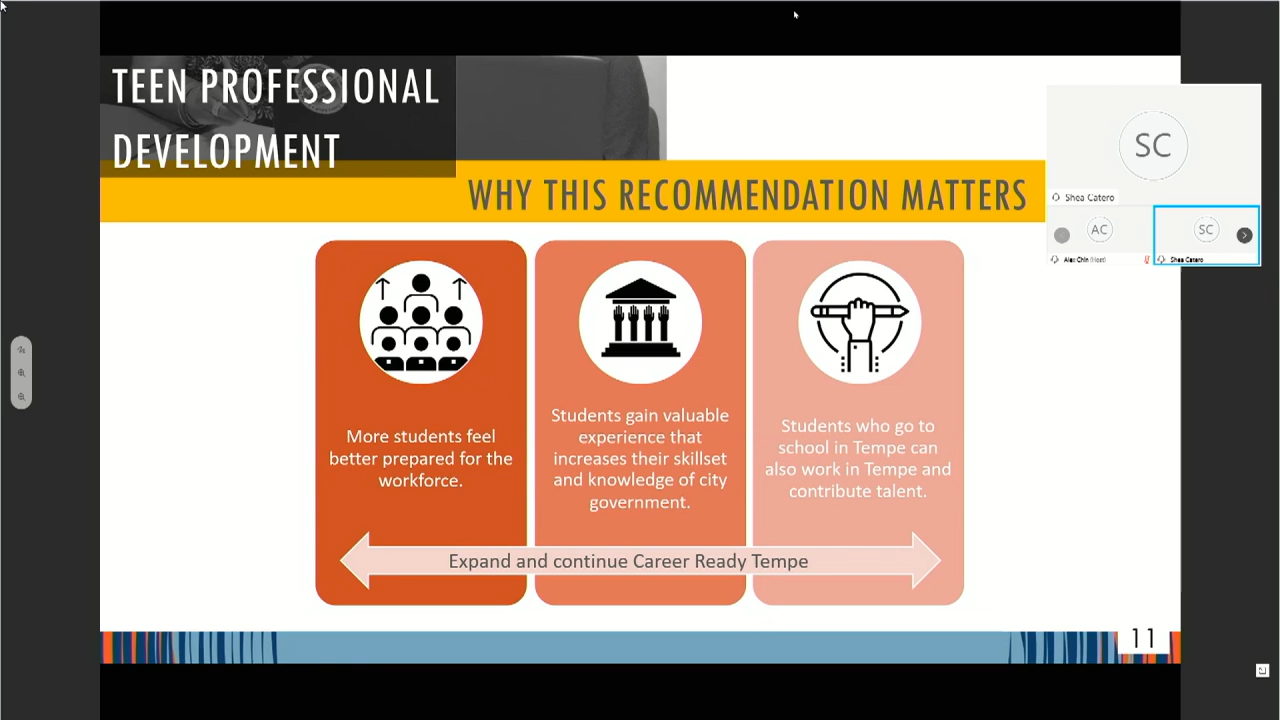 TEEN PROFESSIONAL
DEVELOPMENT
WHY THIS RECOMMENDATION MATTERS
SC
Shea Catero
AC
SC
Alex Chin (Host)
Shea Catero
More students feel
better prepared for the
workforce.
Students gain valuable
experience that
increases their skillset
and knowledge of city
government.
Students who go to
school in Tempe can
also work in Tempe and
contribute talent.
Expand and continue Career Ready Tempe
11